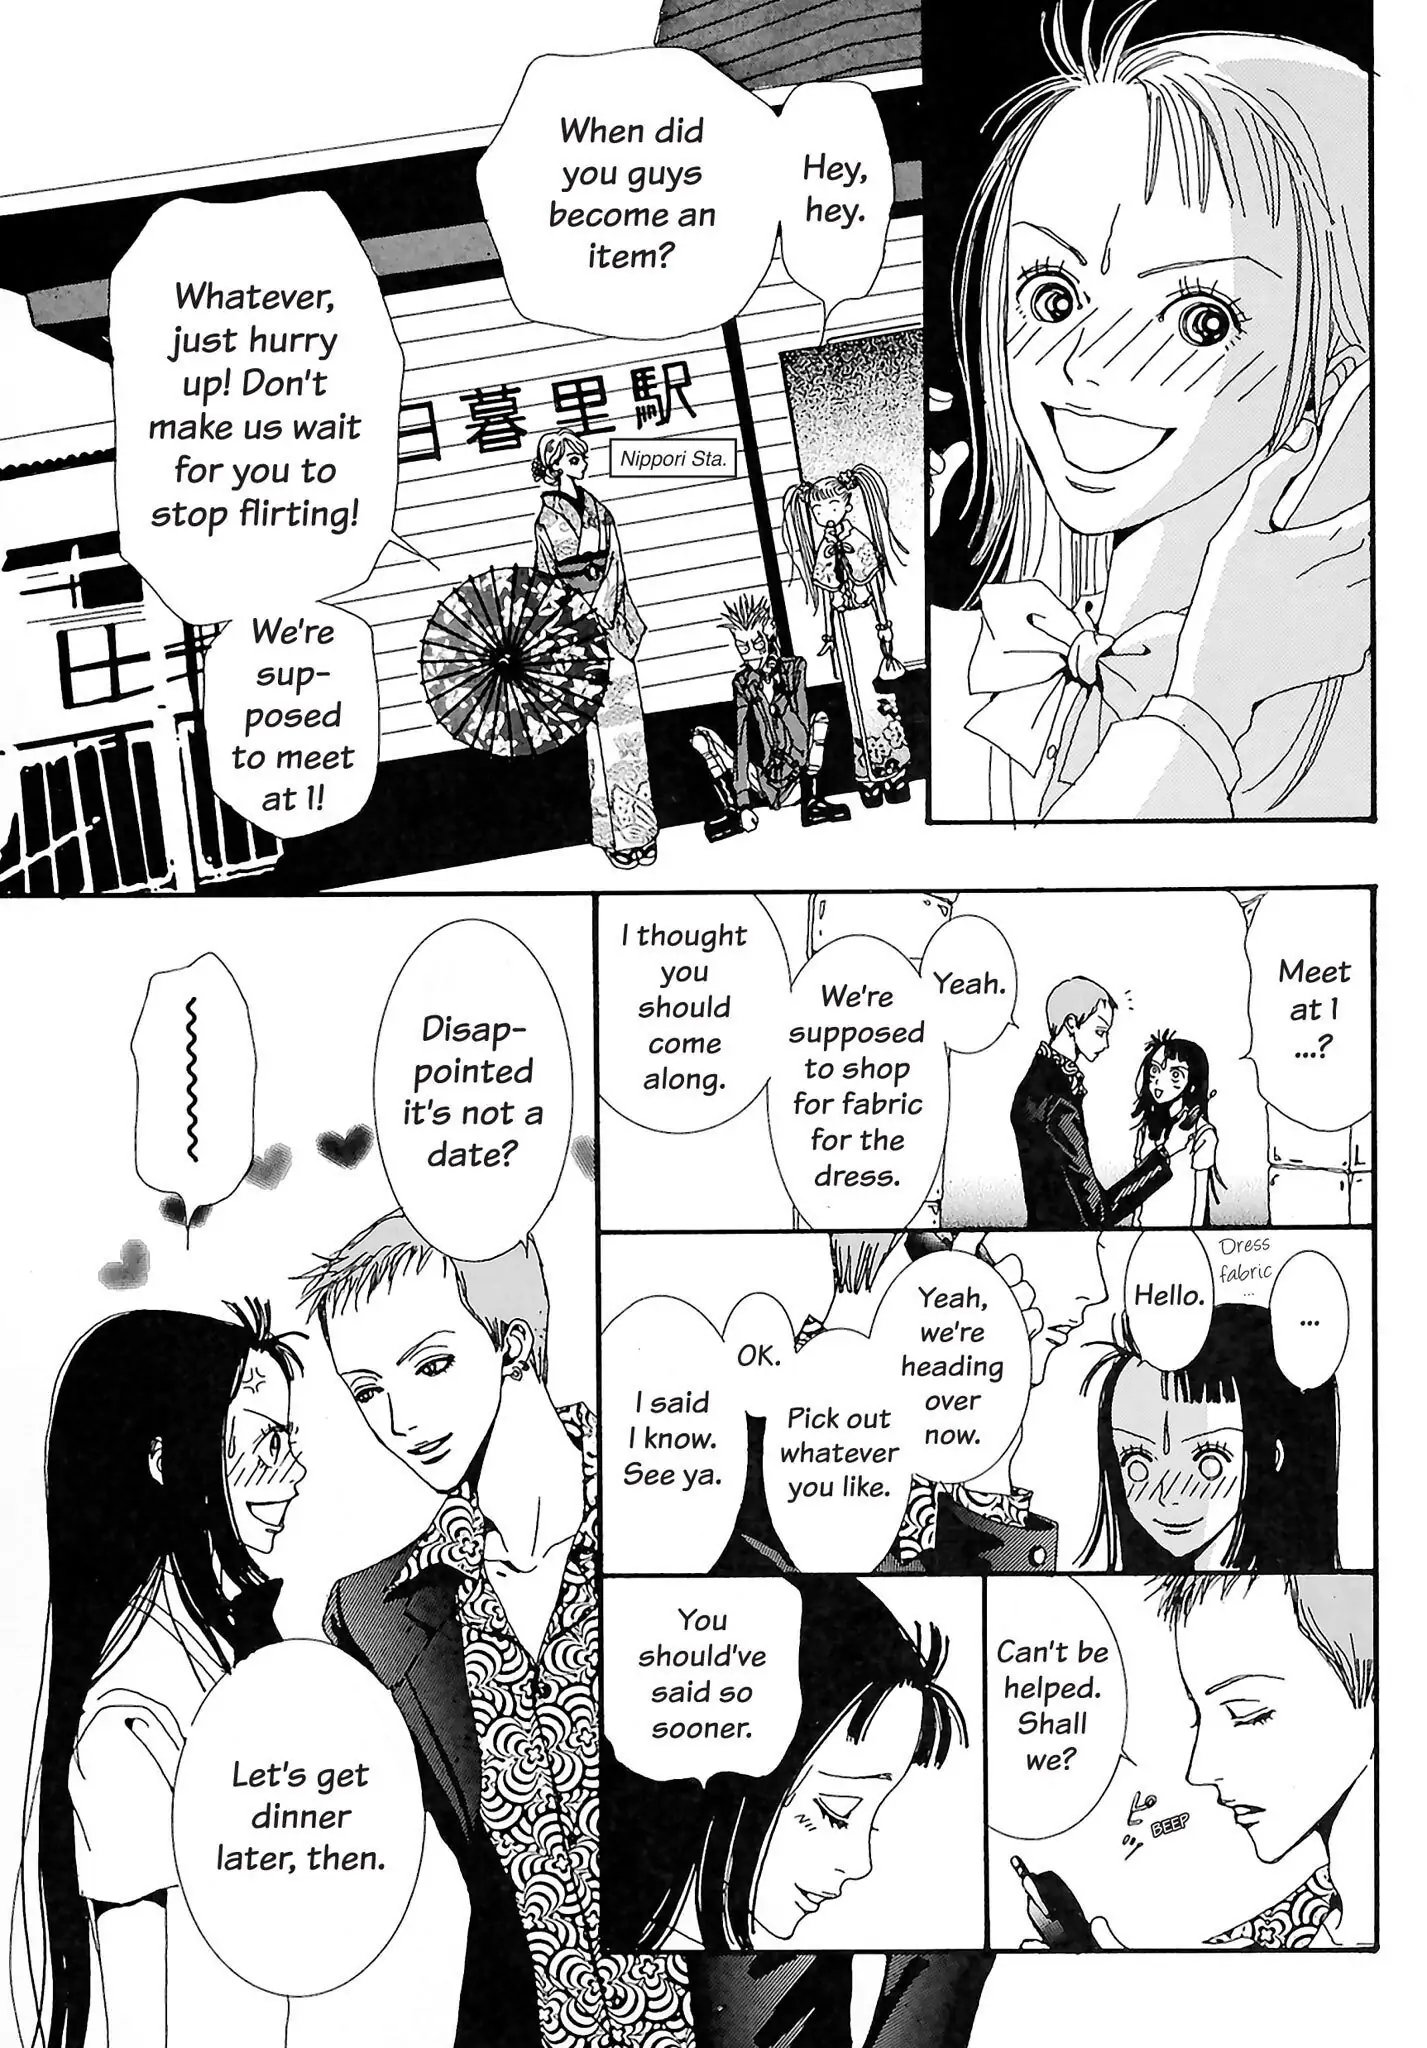 Hey,
hey.
When did
you guys
become an
item?
Whatever,
just hurry
up! Don't
make us wait
for you to
stop flirting!
We're
sup-
posed
to meet
at 1!
日暮里駅
Nippori Sta.
Meet
at 1
...?
Yeah.
We're
supposed
to shop
for fabric
for the
dress.
I thought
you
should
come
along.
...
Dress
fabric
...
Hello.
Yeah,
we're
heading
over
now.
Pick out
whatever
you like.
OK.
I said
I know.
See ya.
Can't be
helped.
Shall
we?
ピッ
BEEP
You
should've
said so
sooner.
Disap-
pointed
it's not a
date?
Let's get
dinner
later, then.